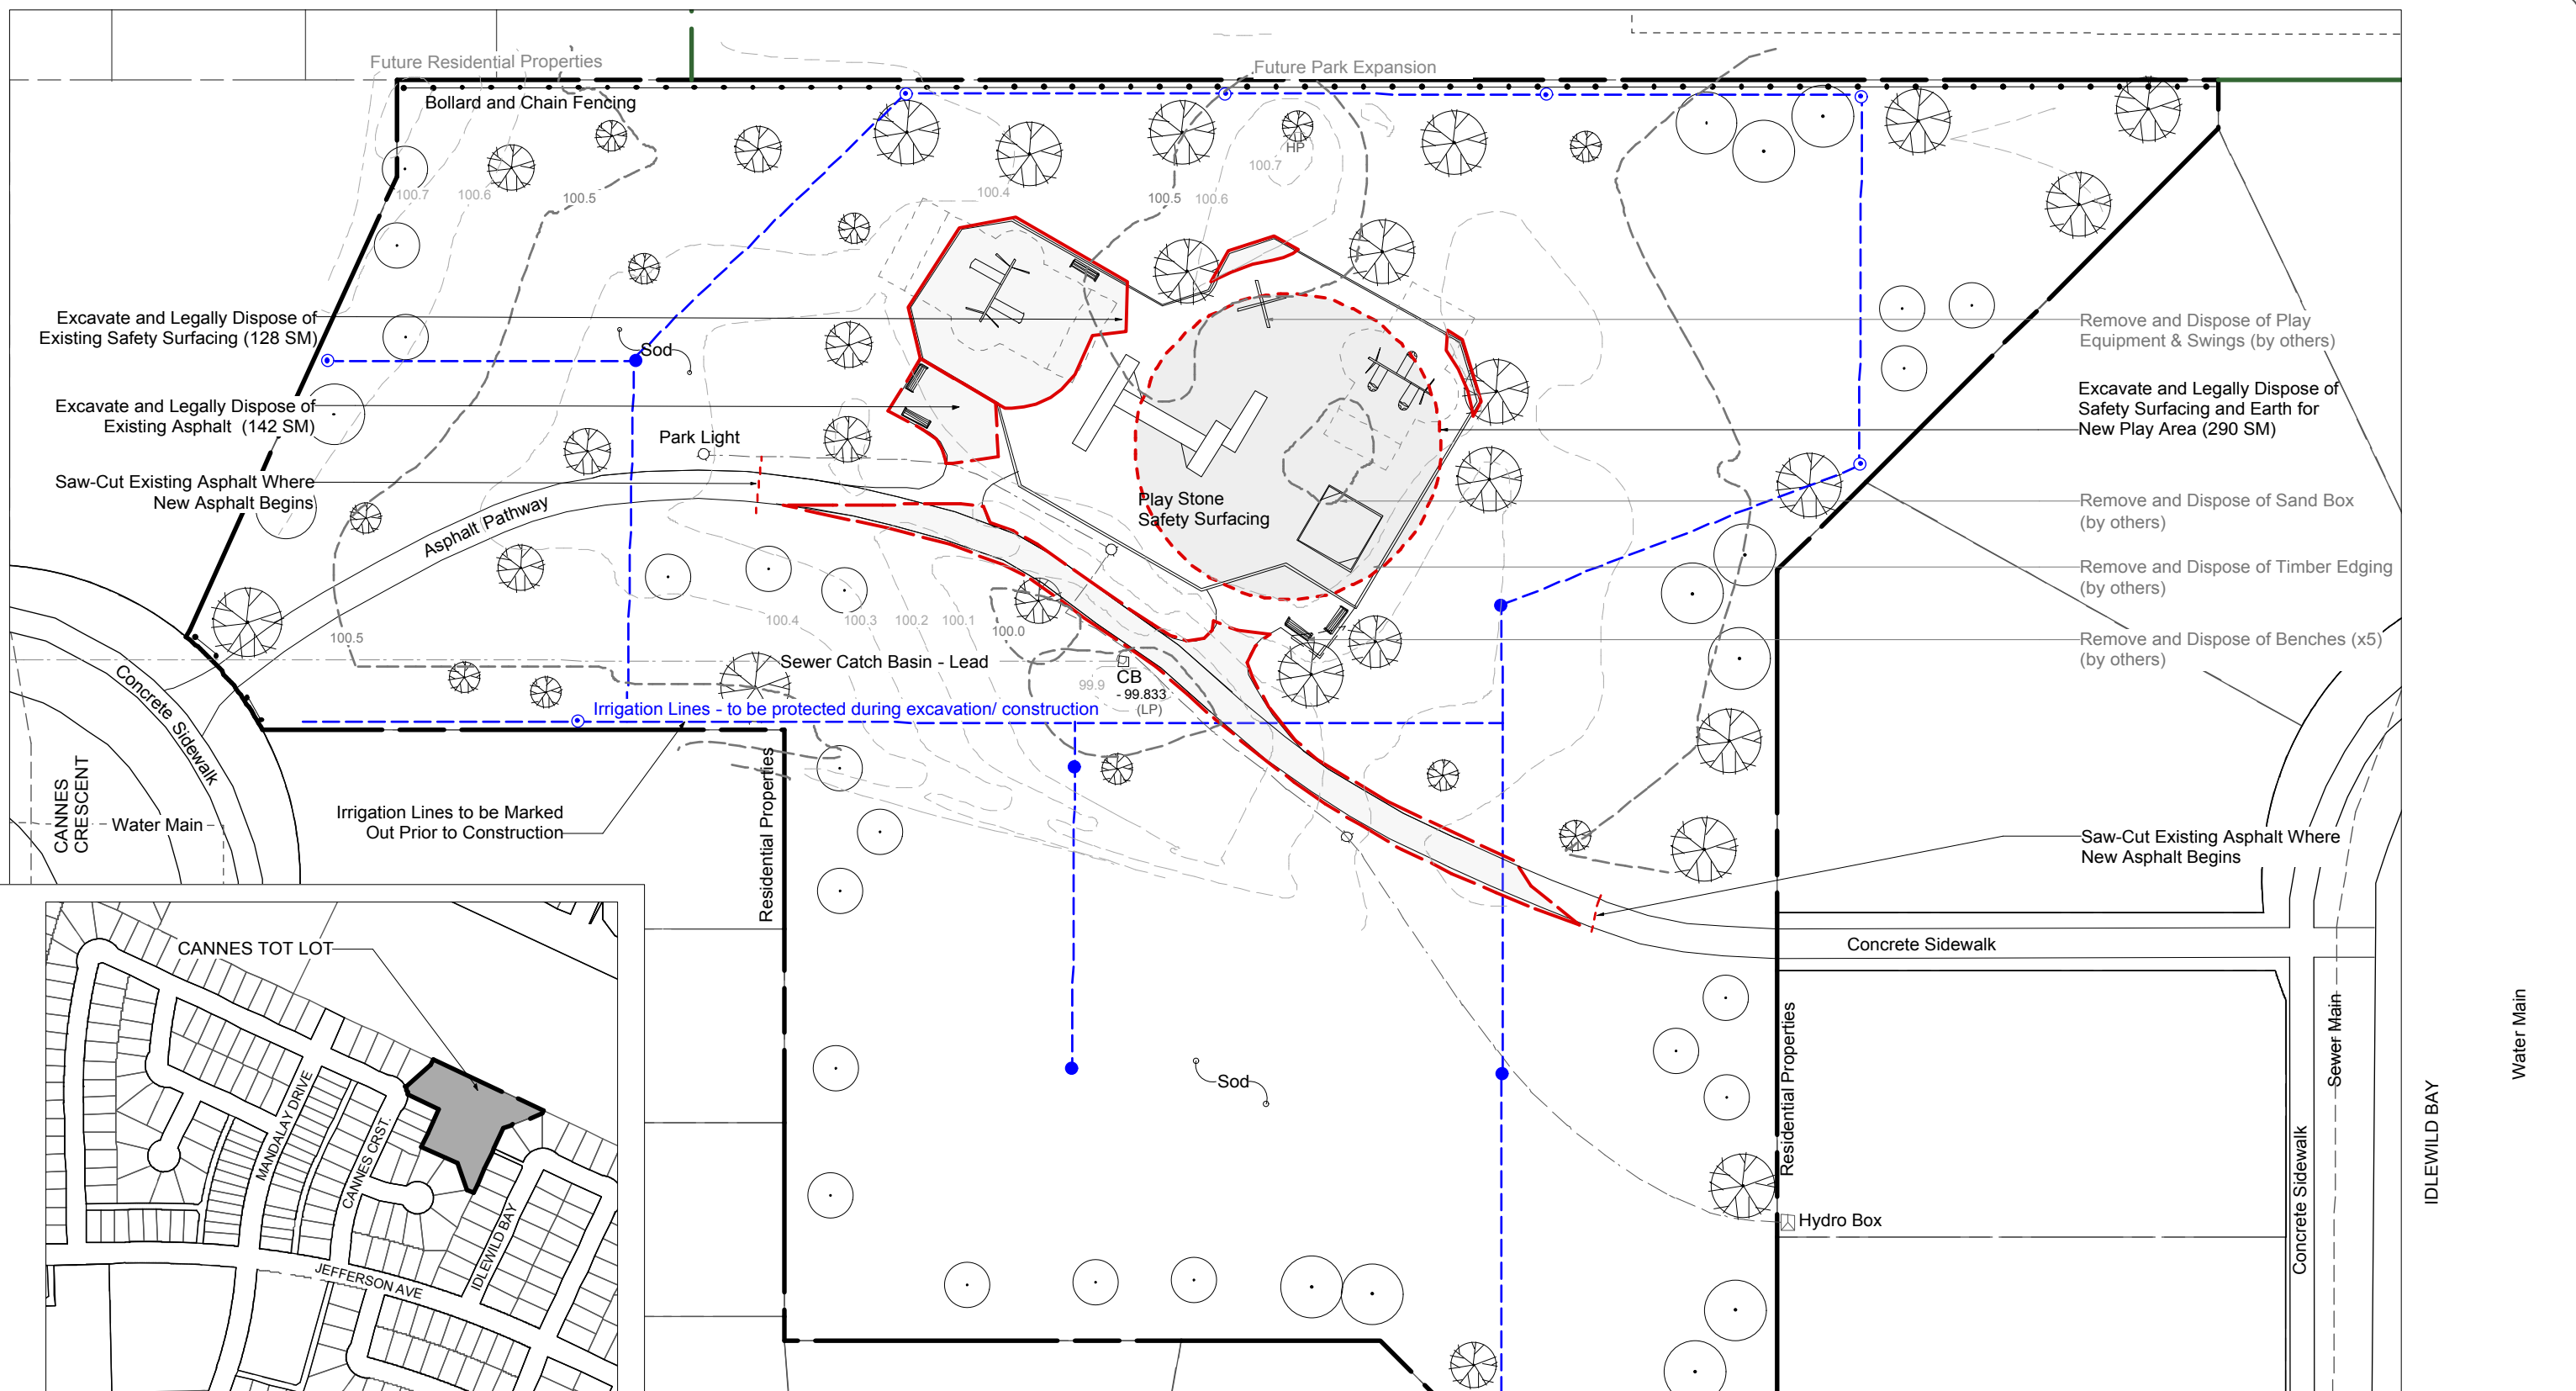 Future Residential Properties
Future Park Expansion
Bollard and Chain Fencing
HP
100.7
100.6
100.5
100.4
100.5
100.6
100.7
Excavate and Legally Dispose of
Existing Safety Surfacing (128 SM)
Sod
Remove and Dispose of Play
Equipment & Swings (by others)
Excavate and Legally Dispose of
Existing Asphalt (142 SM)
Excavate and Legally Dispose of
Safety Surfacing and Earth for
New Play Area (290 SM)
Park Light
Saw-Cut Existing Asphalt Where
New Asphalt Begins
Asphalt Pathway
Play Stone
Safety Surfacing
Remove and Dispose of Sand Box
(by others)
Remove and Dispose of Timber Edging
(by others)
Remove and Dispose of Benches (x5)
(by others)
100.5
100.4
100.3
100.2
100.1
100.0
Sewer Catch Basin - Lead
99.9
CB
- 99.833
(LP)
Irrigation Lines - to be protected during excavation/ construction
Concrete Sidewalk
CANNES
CRESCENT
Water Main
Irrigation Lines to be Marked
Out Prior to Construction
Residential Properties
Saw-Cut Existing Asphalt Where
New Asphalt Begins
Concrete Sidewalk
CANNES TOT LOT
MANDALAY DRIVE
CANNES CRST.
IDLEWILD BAY
JEFFERSON AVE
Sod
Residential Properties
Hydro Box
Concrete Sidewalk
Sewer Main
IDLEWILD BAY
Water Main